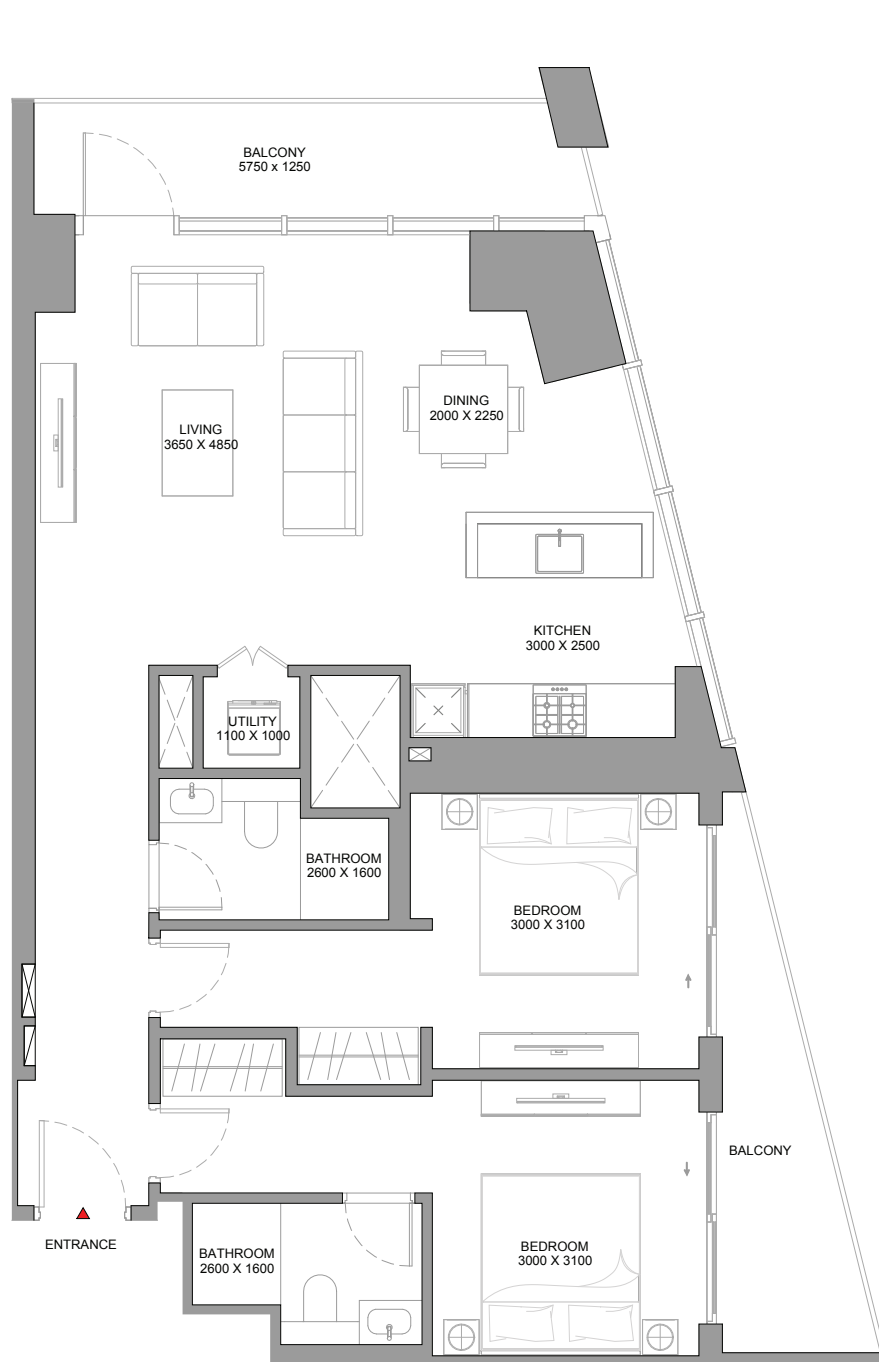 BALCONY
5750 x 1250
LIVING
3650 X 4850
DINING
2000 X 2250
KITCHEN
3000 X 2500
UTILITY
1100 X 1000
BATHROOM
2600 X 1600
BEDROOM
3000 X 3100
BALCONY
ENTRANCE
BATHROOM
2600 X 1600
BEDROOM
3000 X 3100